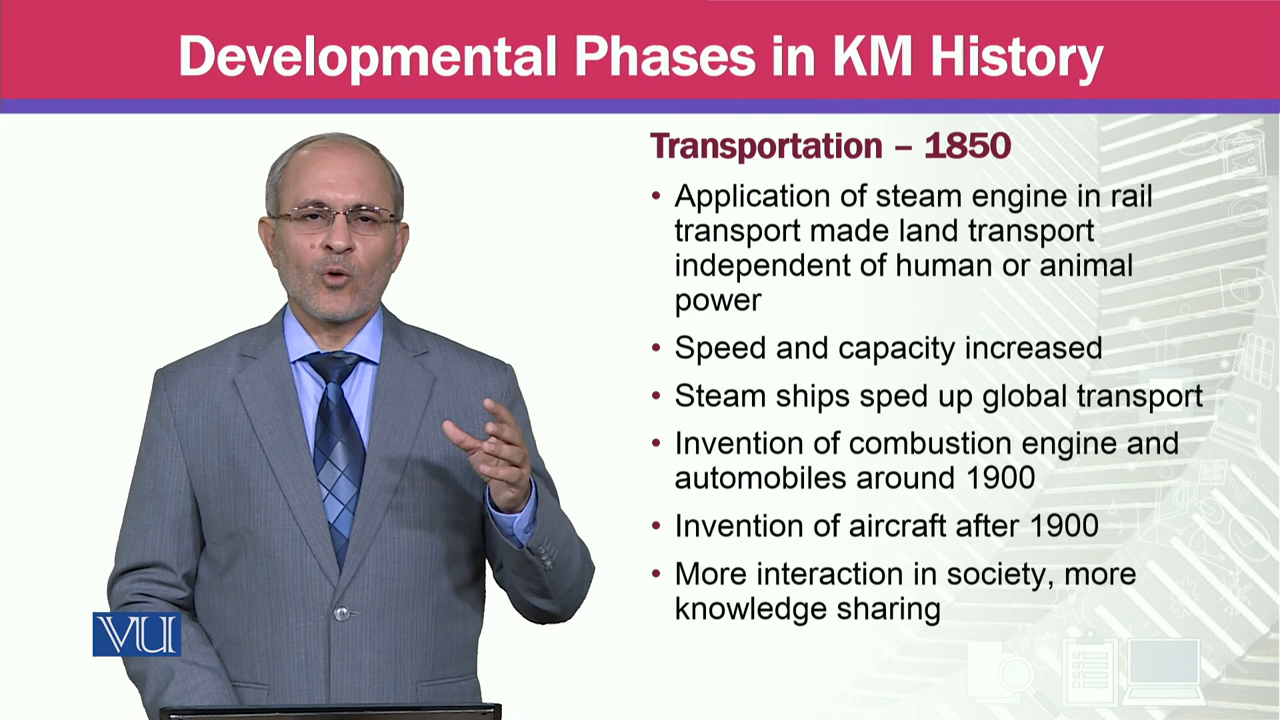 Developmental Phases in KM History
Transportation – 1850
• Application of steam engine in rail
transport made land transport
independent of human or animal
power
• Speed and capacity increased
• Steam ships sped up global transport
• Invention of combustion engine and
automobiles around 1900
• Invention of aircraft after 1900
• More interaction in society, more
knowledge sharing
VU